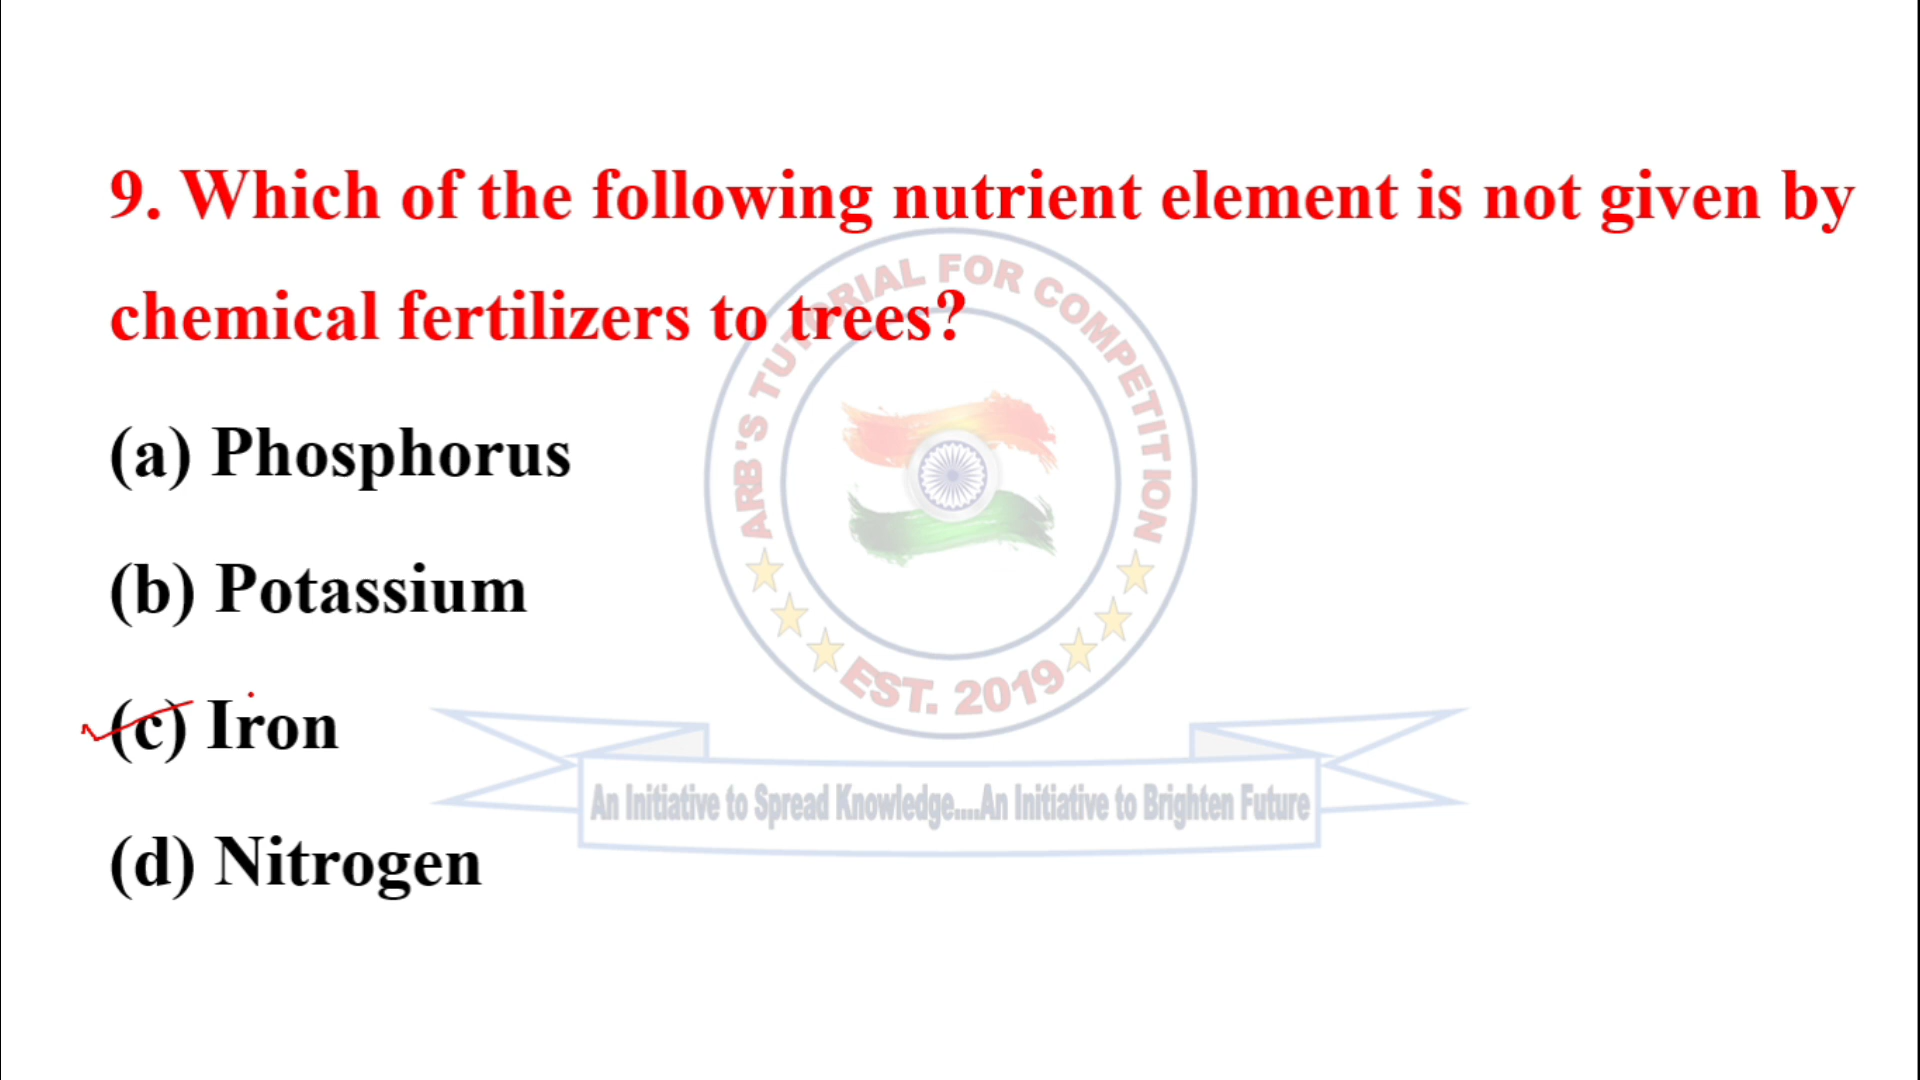 9. Which of the following nutrient element is not given by
chemical fertilizers to trees?
(a) Phosphorus
(b) Potassium
(c) Iron
(d) Nitrogen
ARB'S TUTORIAL FOR COMPETITION
EST. 2019
An Initiative to Spread Knowledge....An Initiative to Brighten Future